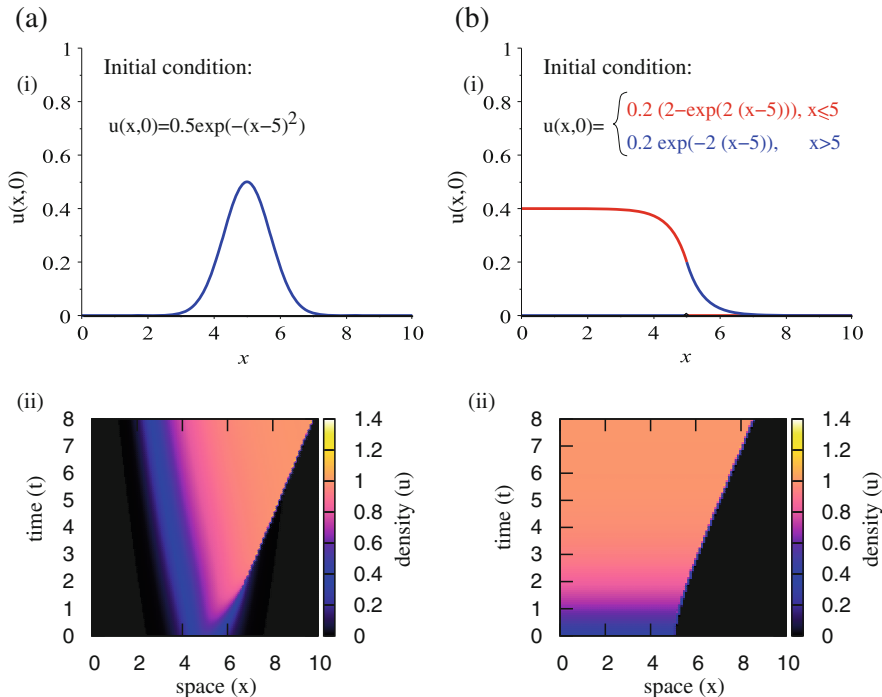 (a)
(i)
Initial condition:
u(x,0)=0.5exp(−(x−5)²)
u(x,0)
1
0.8
0.6
0.4
0.2
0
0 2 4 6 8 10
x
(ii)
time (t)
8
7
6
5
4
3
2
1
0
0 2 4 6 8 10
space (x)
1.4
1.2
1
0.8
0.6
0.4
0.2
0
density (u)
(b)
(i)
Initial condition:
u(x,0)= { 0.2 (2−exp(2 (x−5))), x⩽5
0.2 exp(−2 (x−5)), x>5
u(x,0)
1
0.8
0.6
0.4
0.2
0
0 2 4 6 8 10
x
(ii)
time (t)
8
7
6
5
4
3
2
1
0
0 2 4 6 8 10
space (x)
1.4
1.2
1
0.8
0.6
0.4
0.2
0
density (u)